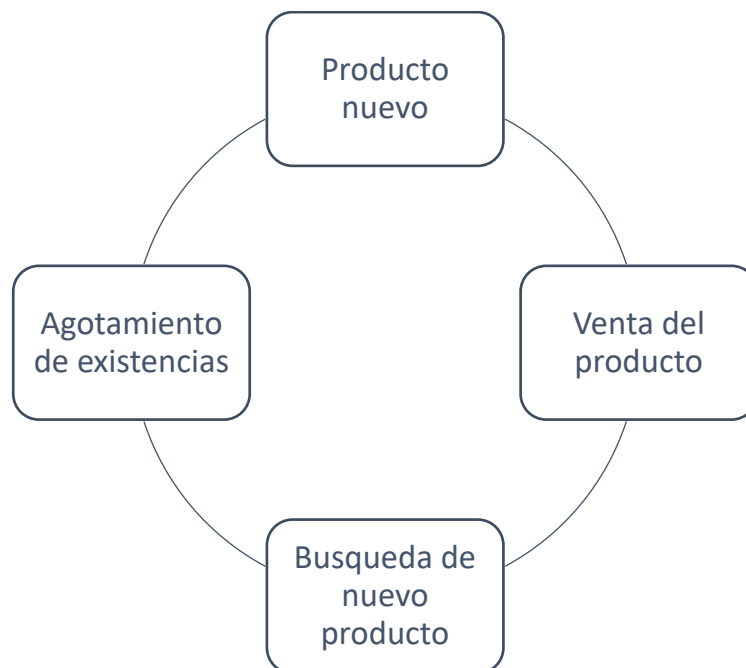 Producto
nuevo
Agotamiento
de existencias
Venta del
producto
Busqueda de
nuevo
producto